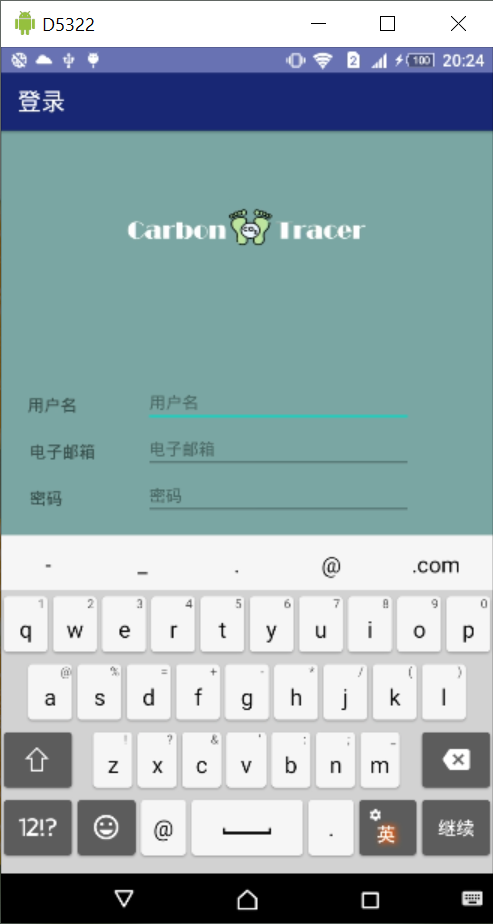 D5322
2 100 20:24
登录
Carbon CO2 Tracer
用户名 用户名
电子邮箱 电子邮箱
密码 密码
- _ . @ .com
1 2 3 4 5 6 7 8 9 0
q w e r t y u i o p
@ % = + - * / ( )
a s d f g h j k l
! ? & ' : ; _
z x c v b n m
12!? @ . 英 继续